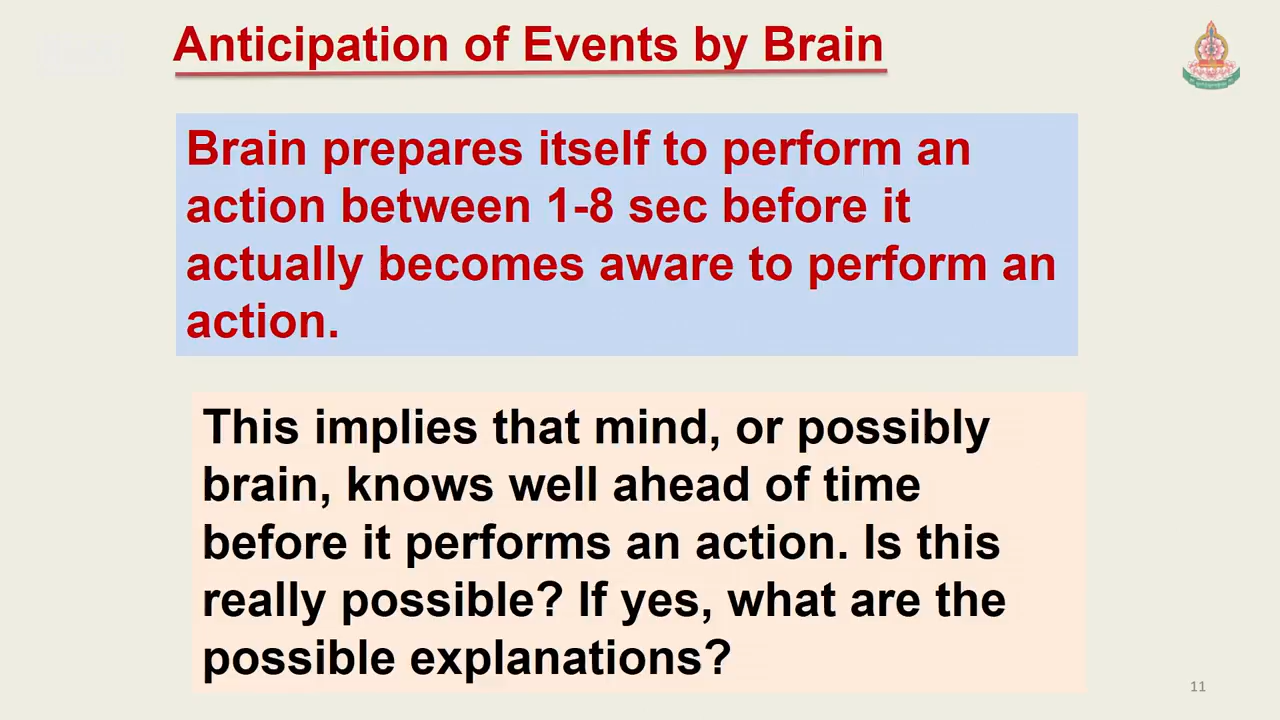 Anticipation of Events by Brain
Brain prepares itself to perform an
action between 1-8 sec before it
actually becomes aware to perform an
action.
This implies that mind, or possibly
brain, knows well ahead of time
before it performs an action. Is this
really possible? If yes, what are the
possible explanations?
11